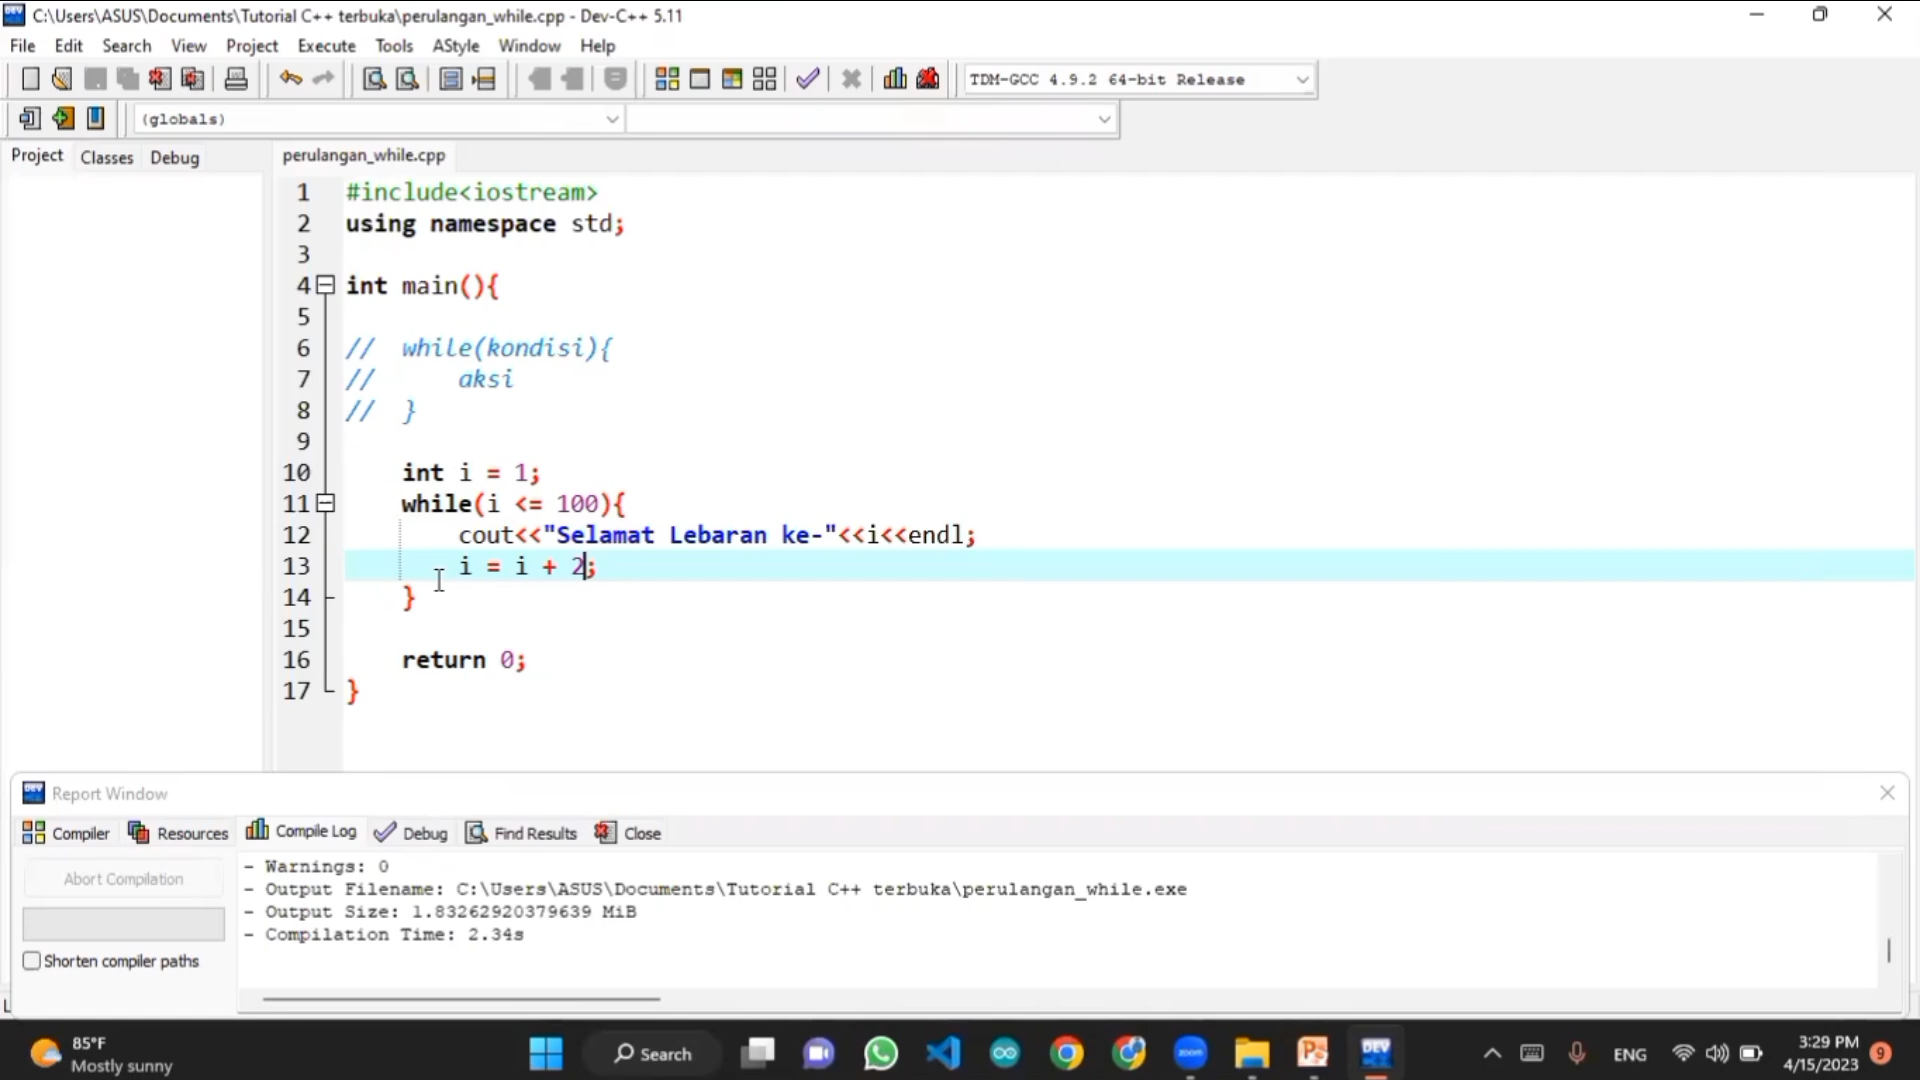 C:\Users\ASUS\Documents\Tutorial C++ terbuka\perulangan_while.cpp - Dev-C++ 5.11
File Edit Search View Project Execute Tools AStyle Window Help
TDM-GCC 4.9.2 64-bit Release
(globals)
Project Classes Debug
perulangan_while.cpp
1 #include<iostream>
2 using namespace std;
3
4 int main(){
5
6 // while(kondisi){
7 // aksi
8 // }
9
10 int i = 1;
11 while(i <= 100){
12 cout<<"Selamat Lebaran ke-"<<i<<endl;
13 i = i + 2;
14 }
15
16 return 0;
17 }
Report Window
Compiler Resources Compile Log Debug Find Results Close
Abort Compilation
Shorten compiler paths
- Warnings: 0
- Output Filename: C:\Users\ASUS\Documents\Tutorial C++ terbuka\perulangan_while.exe
- Output Size: 1.83262920379639 MiB
- Compilation Time: 2.34s
85°F
Mostly sunny
Search
zoom
DEV
ENG
3:29 PM
4/15/2023
9